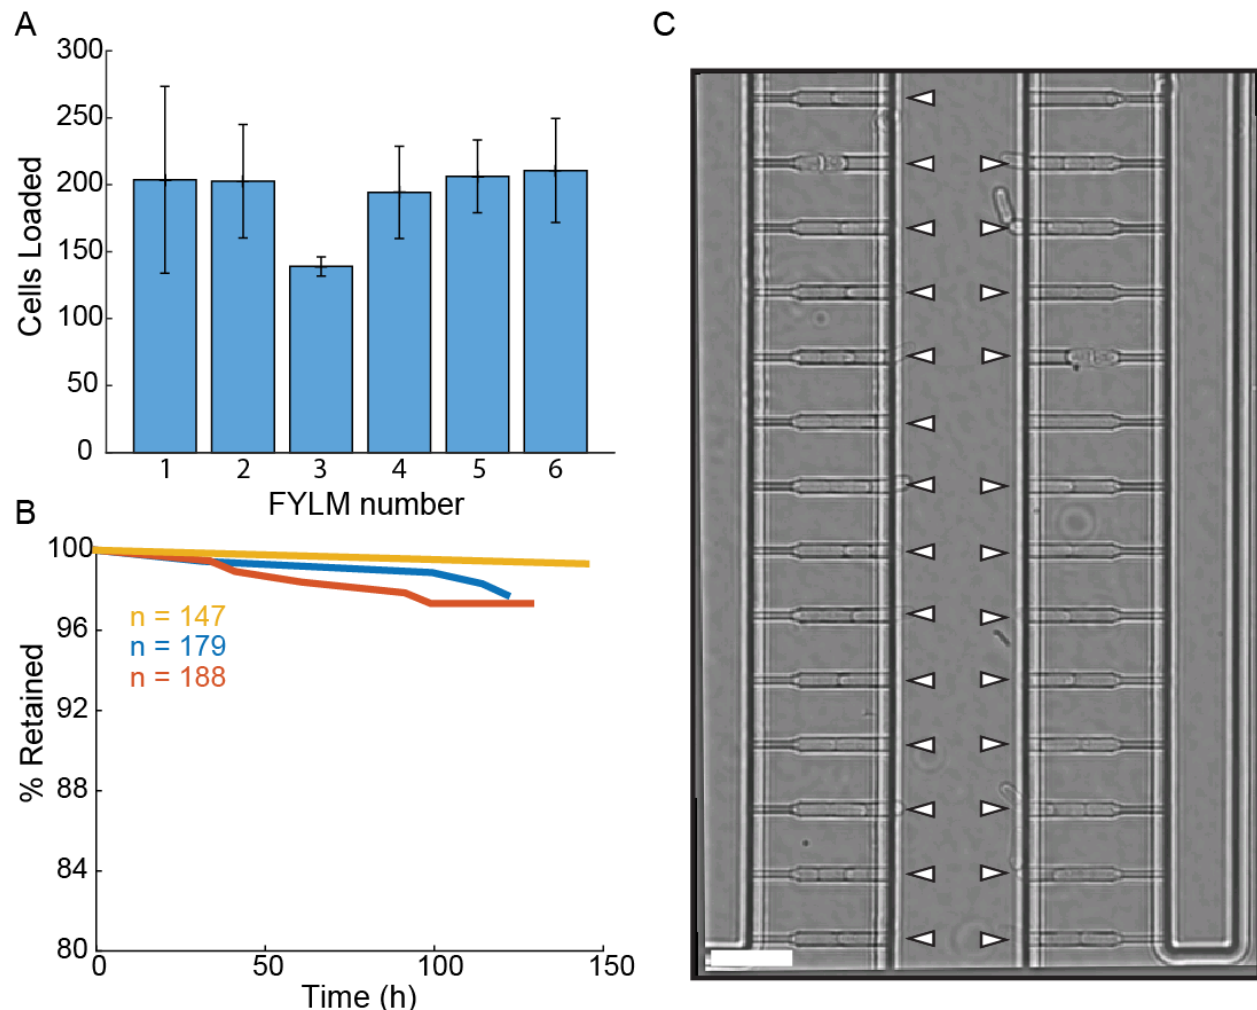 A
300
250
200
150
100
50
0
Cells Loaded
1 2 3 4 5 6
FYLM number
B
100
96
92
88
84
80
% Retained
n = 147
n = 179
n = 188
0 50 100 150
Time (h)
C